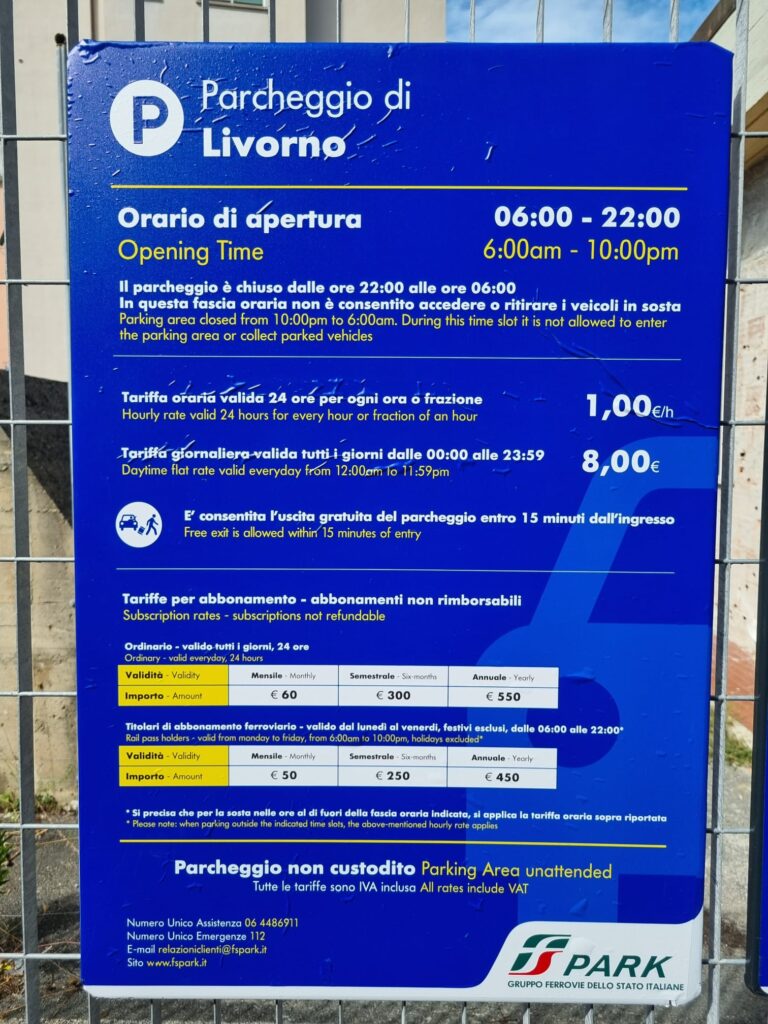 P
Parcheggio di
Livorno
Orario di apertura 06:00 - 22:00
Opening Time 6:00am - 10:00pm
Il parcheggio è chiuso dalle ore 22:00 alle ore 06:00
In questa fascia oraria non è consentito accedere o ritirare i veicoli in sosta
Parking area closed from 10:00pm to 6:00am. During this time slot it is not allowed to enter
the parking area or collect parked vehicles
Tariffa oraria valida 24 ore per ogni ora o frazione 1,00€/h
Hourly rate valid 24 hours for every hour or fraction of an hour
Tariffa giornaliera valida tutti i giorni dalle 00:00 alle 23:59 8,00€
Daytime flat rate valid everyday from 12:00am to 11:59pm
E' consentita l'uscita gratuita del parcheggio entro 15 minuti dall'ingresso
Free exit is allowed within 15 minutes of entry
Tariffe per abbonamento - abbonamenti non rimborsabili
Subscription rates - subscriptions not refundable
Ordinario - valido tutti i giorni, 24 ore
Ordinary - valid everyday, 24 hours
Validità - Validity Mensile - Monthly Semestrale - Six-months Annuale - Yearly
Importo - Amount € 60 € 300 € 550
Titolari di abbonamento ferroviario - valido dal lunedì al venerdi, festivi esclusi, dalle 06:00 alle 22:00*
Rail pass holders - valid from monday to friday, from 6:00am to 10:00pm, holidays excluded*
Validità - Validity Mensile - Monthly Semestrale - Six-months Annuale - Yearly
Importo - Amount € 50 € 250 € 450
* Si precisa che per la sosta nelle ore al di fuori della fascia oraria indicata, si applica la tariffa oraria sopra riportata
* Please note: when parking outside the indicated time slots, the above-mentioned hourly rate applies
Parcheggio non custodito Parking Area unattended
Tutte le tariffe sono IVA inclusa All rates include VAT
Numero Unico Assistenza 06 4486911
Numero Unico Emergenze 112
E-mail relazioniclienti@fspark.it
Sito www.fspark.it
FS PARK
GRUPPO FERROVIE DELLO STATO ITALIANE